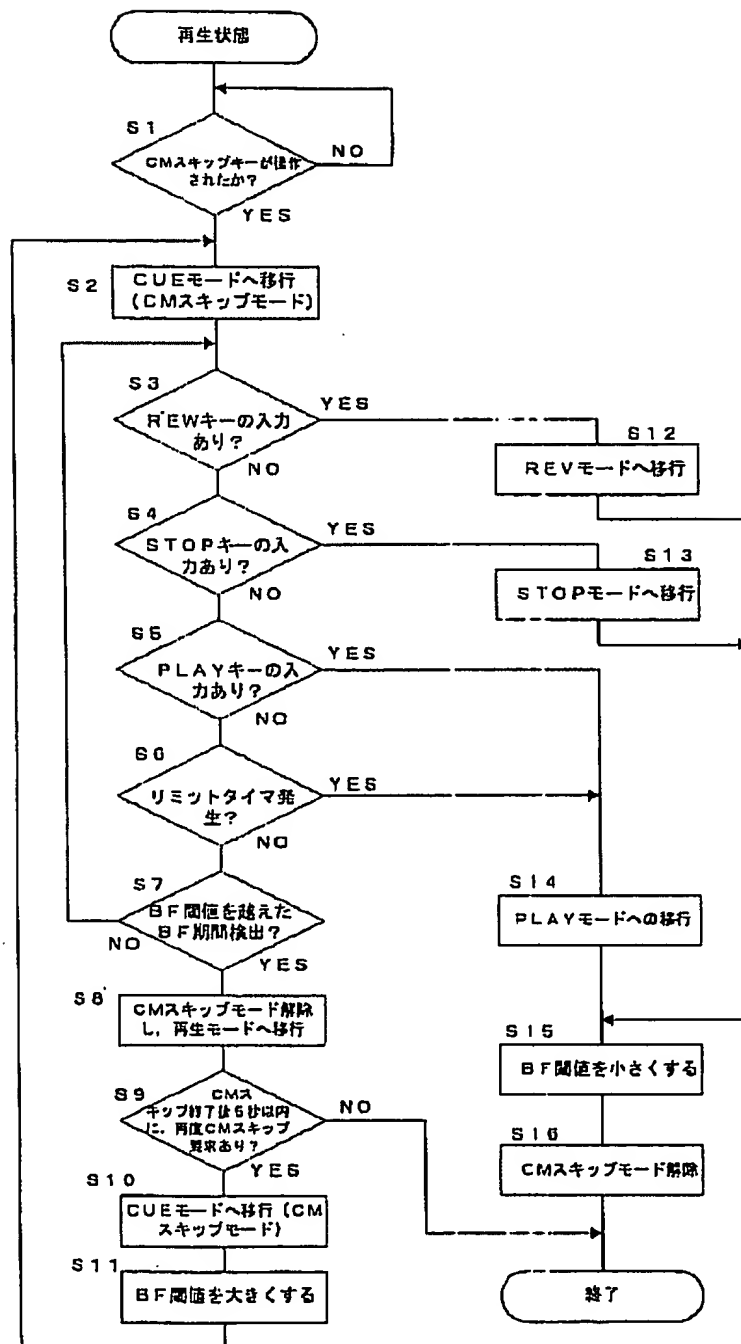 再生状態
S1
CMスキップキーが操作
されたか?
NO
YES
S2
CUEモードへ移行
(CMスキップモード)
S3
REWキーの入力
あり?
YES
NO
S12
REVモードへ移行
S4
STOPキーの入
力あり?
YES
NO
S13
STOPモードへ移行
S5
PLAYキーの入
力あり?
YES
NO
S6
リミットタイマ発
生?
YES
NO
S7
BF閾値を越えた
BF期間検出?
NO
YES
S14
PLAYモードへの移行
S8
CMスキップモード解除
し、再生モードへ移行
S15
BF閾値を小さくする
S9
CMス
キップ終了後5秒以内
に、再度CMスキップ
要求あり?
NO
YES
S16
CMスキップモード解除
S10
CUEモードへ移行(CM
スキップモード)
S11
BF閾値を大きくする
終了